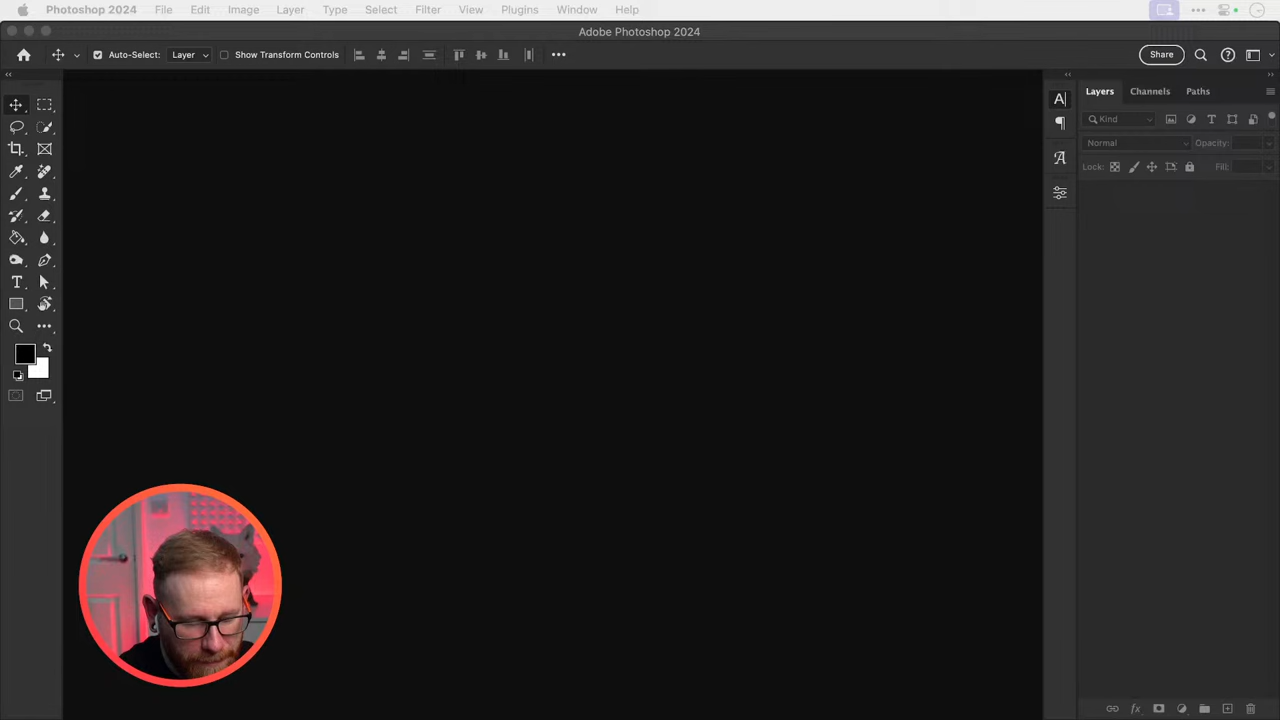 Photoshop 2024 File Edit Image Layer Type Select Filter View Plugins Window Help
Adobe Photoshop 2024
Auto-Select: Layer Show Transform Controls Share
Layers Channels Paths
Kind
Normal Opacity:
Lock: Fill: